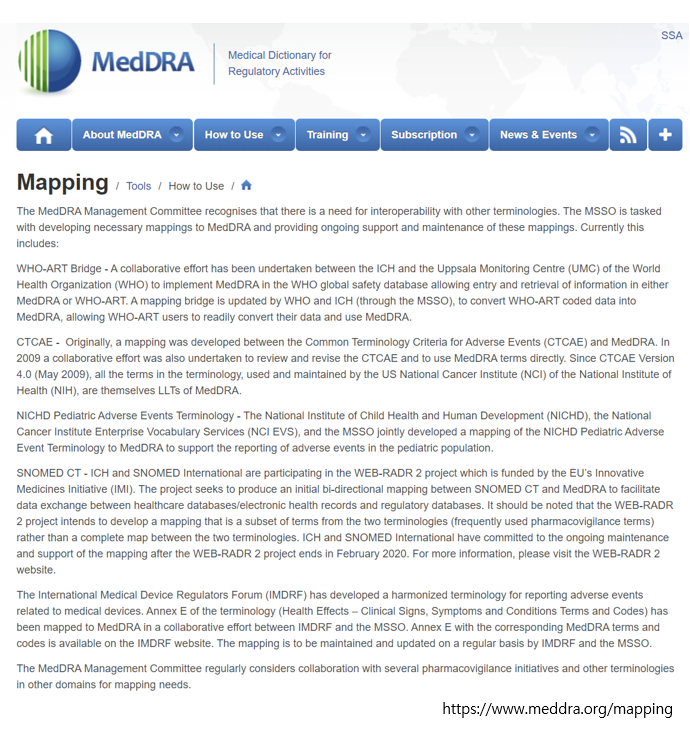 SSA
MedDRA
Medical Dictionary for
Regulatory Activities
About MedDRA
How to Use
Training
Subscription
News & Events
Mapping / Tools / How to Use /
The MedDRA Management Committee recognises that there is a need for interoperability with other terminologies. The MSSO is tasked
with developing necessary mappings to MedDRA and providing ongoing support and maintenance of these mappings. Currently this
includes:
WHO-ART Bridge - A collaborative effort has been undertaken between the ICH and the Uppsala Monitoring Centre (UMC) of the World
Health Organization (WHO) to implement MedDRA in the WHO global safety database allowing entry and retrieval of information in either
MedDRA or WHO-ART. A mapping bridge is updated by WHO and ICH (through the MSSO), to convert WHO-ART coded data into
MedDRA, allowing WHO-ART users to readily convert their data and use MedDRA.
CTCAE - Originally, a mapping was developed between the Common Terminology Criteria for Adverse Events (CTCAE) and MedDRA. In
2009 a collaborative effort was also undertaken to review and revise the CTCAE and to use MedDRA terms directly. Since CTCAE Version
4.0 (May 2009), all the terms in the terminology, used and maintained by the US National Cancer Institute (NCI) of the National Institute of
Health (NIH), are themselves LLTs of MedDRA.
NICHD Pediatric Adverse Events Terminology - The National Institute of Child Health and Human Development (NICHD), the National
Cancer Institute Enterprise Vocabulary Services (NCI EVS), and the MSSO jointly developed a mapping of the NICHD Pediatric Adverse
Event Terminology to MedDRA to support the reporting of adverse events in the pediatric population.
SNOMED CT - ICH and SNOMED International are participating in the WEB-RADR 2 project which is funded by the EU's Innovative
Medicines Initiative (IMI). The project seeks to produce an initial bi-directional mapping between SNOMED CT and MedDRA to facilitate
data exchange between healthcare databases/electronic health records and regulatory databases. It should be noted that the WEB-RADR
2 project intends to develop a mapping that is a subset of terms from the two terminologies (frequently used pharmacovigilance terms)
rather than a complete map between the two terminologies. ICH and SNOMED International have committed to the ongoing maintenance
and support of the mapping after the WEB-RADR 2 project ends in February 2020. For more information, please visit the WEB-RADR 2
website.
The International Medical Device Regulators Forum (IMDRF) has developed a harmonized terminology for reporting adverse events
related to medical devices. Annex E of the terminology (Health Effects – Clinical Signs, Symptoms and Conditions Terms and Codes) has
been mapped to MedDRA in a collaborative effort between IMDRF and the MSSO. Annex E with the corresponding MedDRA terms and
codes is available on the IMDRF website. The mapping is to be maintained and updated on a regular basis by IMDRF and the MSSO.
The MedDRA Management Committee regularly considers collaboration with several pharmacovigilance initiatives and other terminologies
in other domains for mapping needs.
https://www.meddra.org/mapping